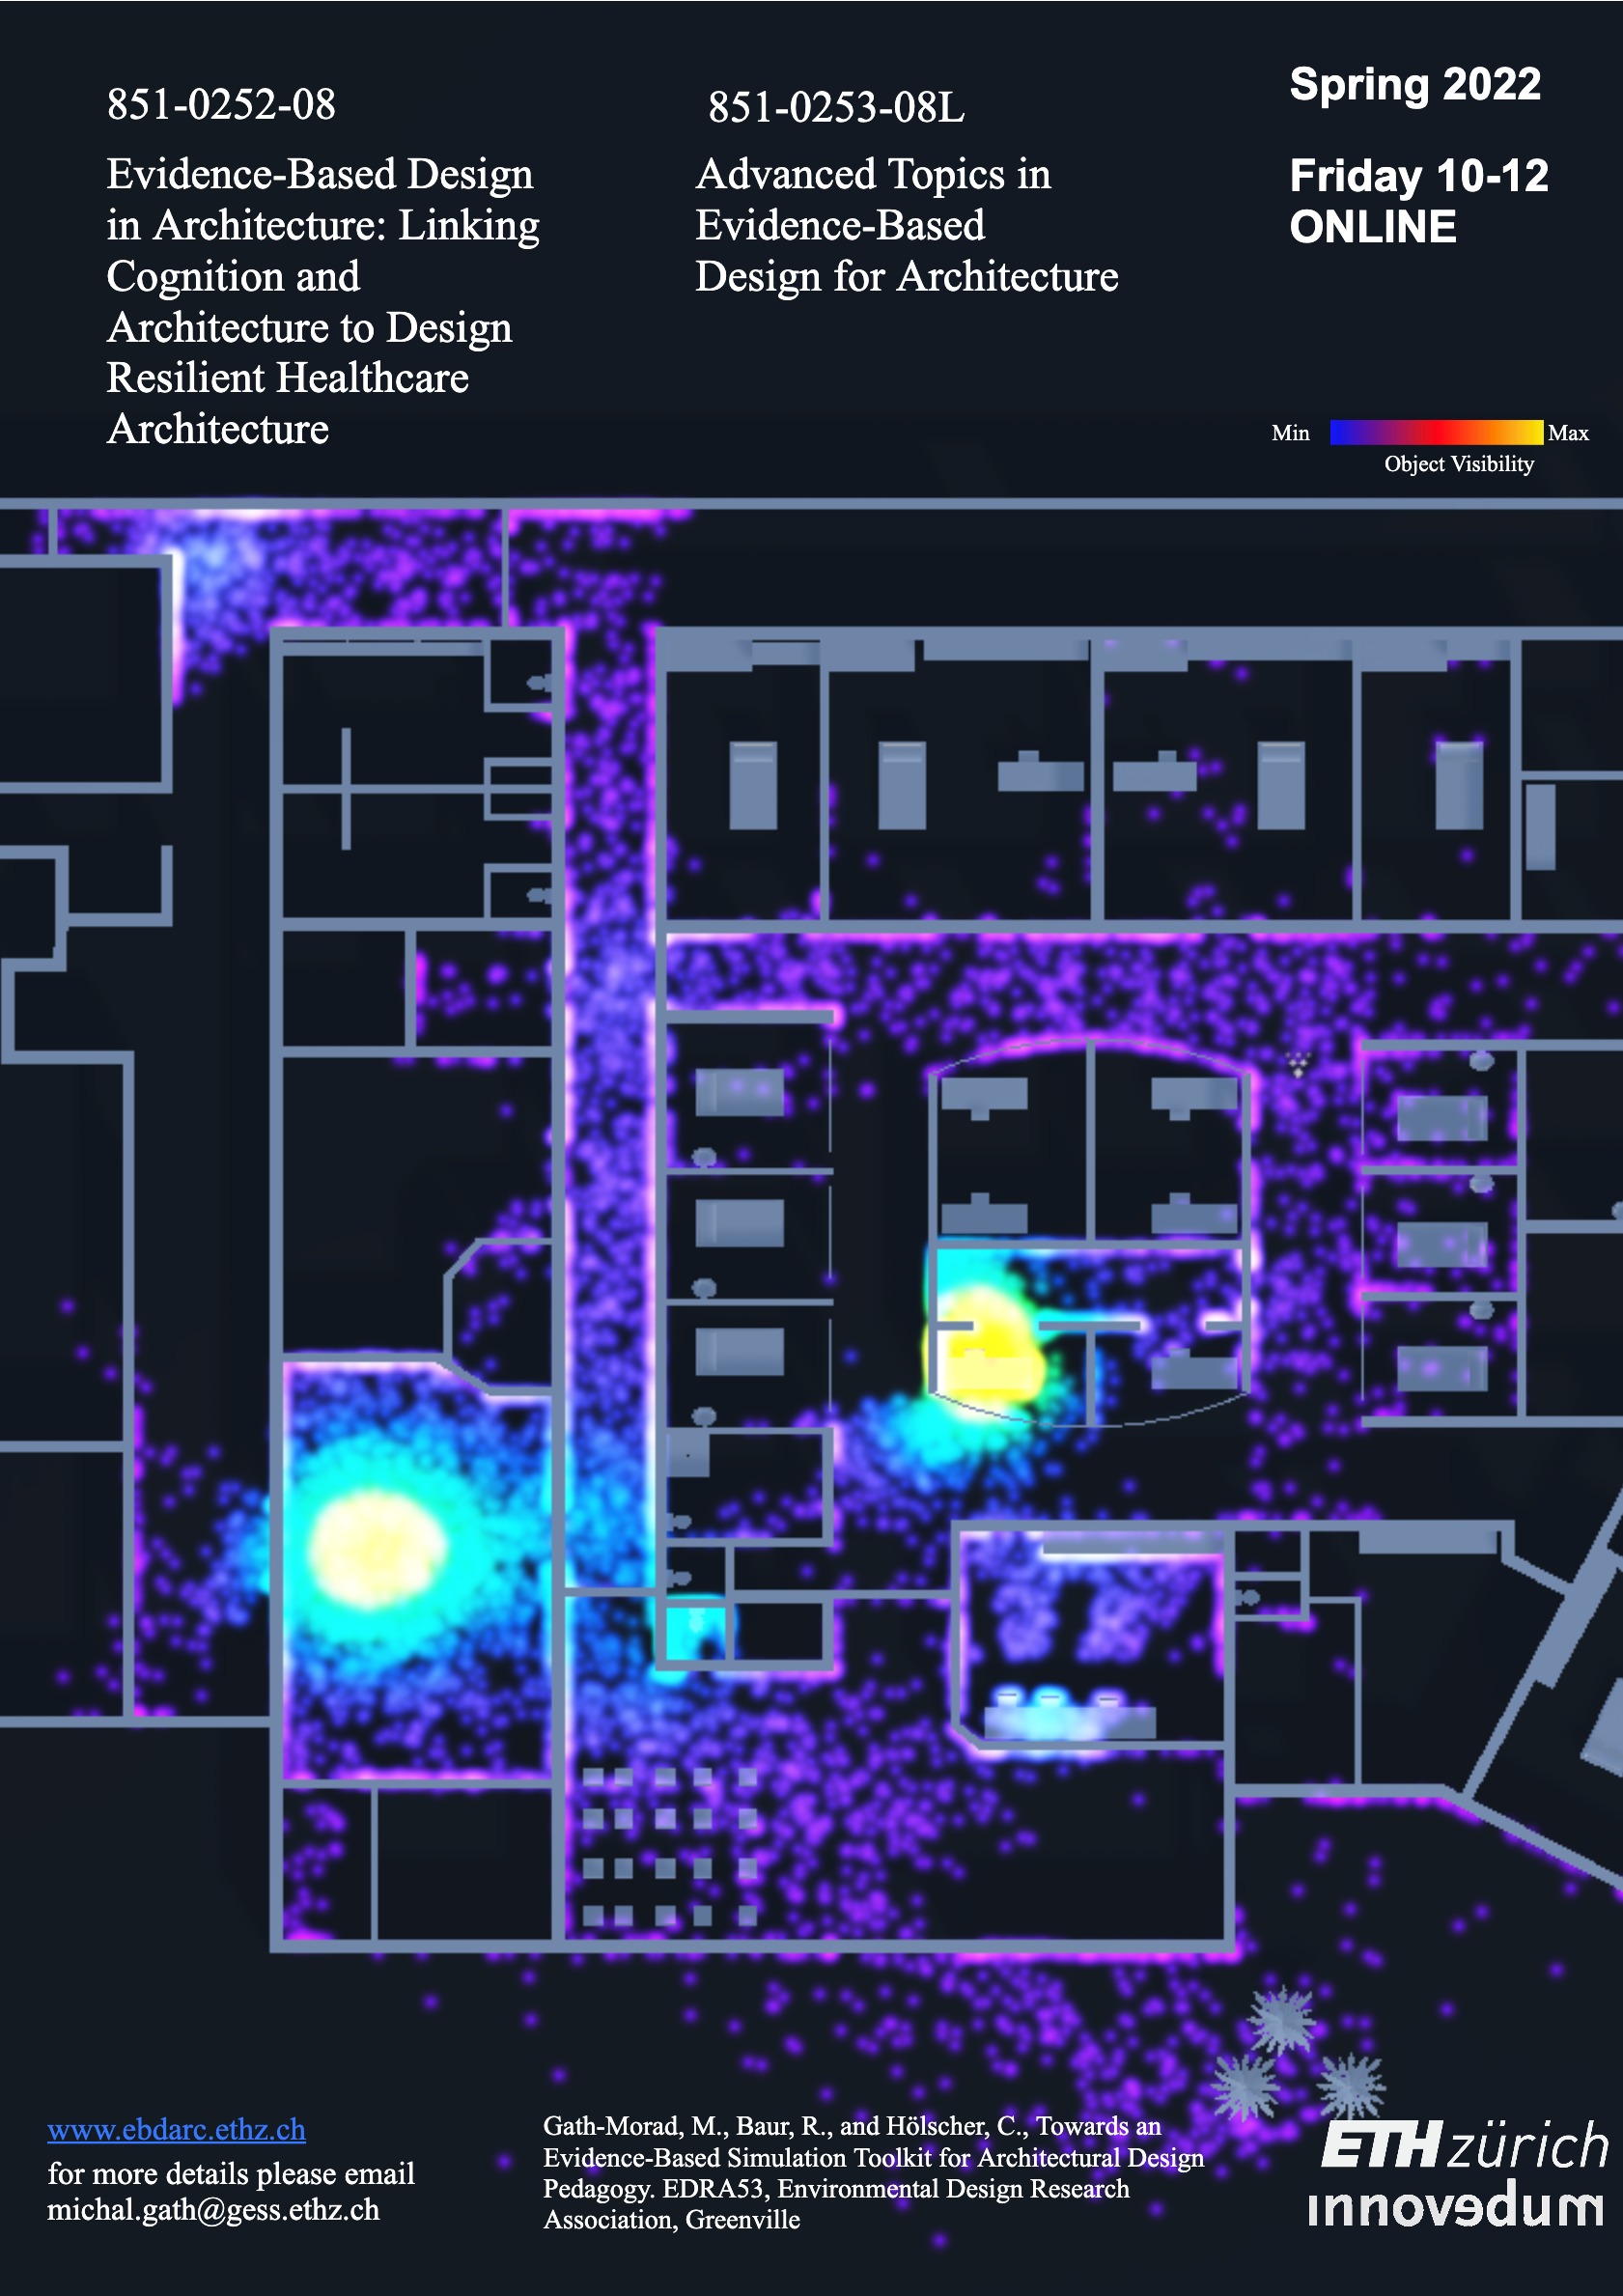 851-0252-08
Evidence-Based Design
in Architecture: Linking
Cognition and
Architecture to Design
Resilient Healthcare
Architecture
851-0253-08L
Advanced Topics in
Evidence-Based
Design for Architecture
Spring 2022
Friday 10-12
ONLINE
Min
Max
Object Visibility
www.ebdarc.ethz.ch
for more details please email
michal.gath@gess.ethz.ch
Gath-Morad, M., Baur, R., and Hölscher, C., Towards an
Evidence-Based Simulation Toolkit for Architectural Design
Pedagogy. EDRA53, Environmental Design Research
Association, Greenville
ETH zürich
innovedum